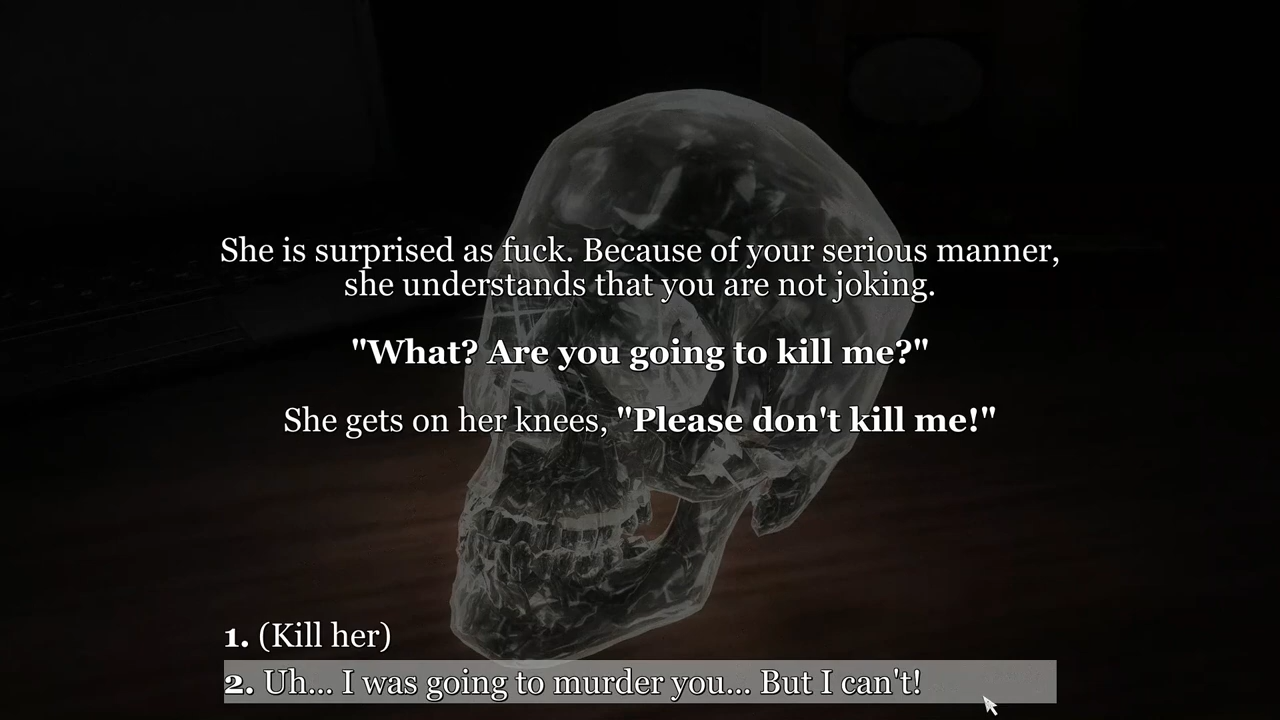 She is surprised as fuck. Because of your serious manner,
she understands that you are not joking.
"What? Are you going to kill me?"
She gets on her knees, "Please don't kill me!"
1. (Kill her)
2. Uh... I was going to murder you... But I can't!